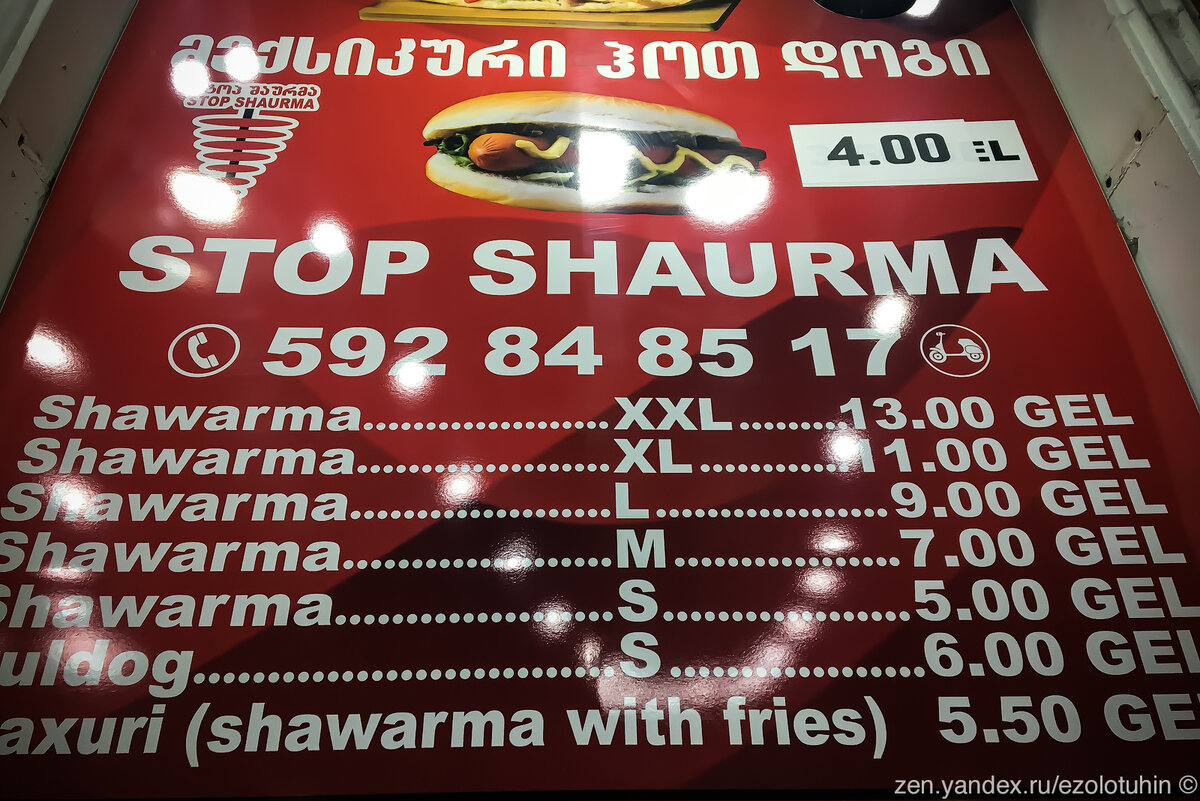 მექსიკური ჰოთ დოგი
შაურმა
STOP SHAURMA
4.00 EL
STOP SHAURMA
592 84 85 17
Shawarma....................XXL.......13.00 GEL
Shawarma.....................XL...........11.00 GEL
Shawarma......................L...................9.00 GEL
Shawarma.......................M..................7.00 GEL
Shawarma.......................S....................5.00 GEL
uldog...................................S....................6.00 GEL
axuri (shawarma with fries) 5.50 GE
zen.yandex.ru/ezolotuhin ©